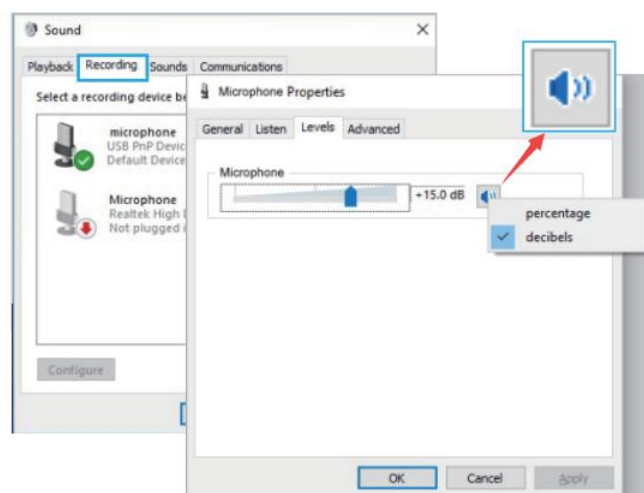 Sound
Playback Recording Sounds Communications
Select a recording device be
microphone
USB PnP Devic
Default Device
Microphone
Realtek High
Not plugged i
Configure
Microphone Properties
General Listen Levels Advanced
Microphone
+15.0 dB
percentage
decibels
OK Cancel Apply